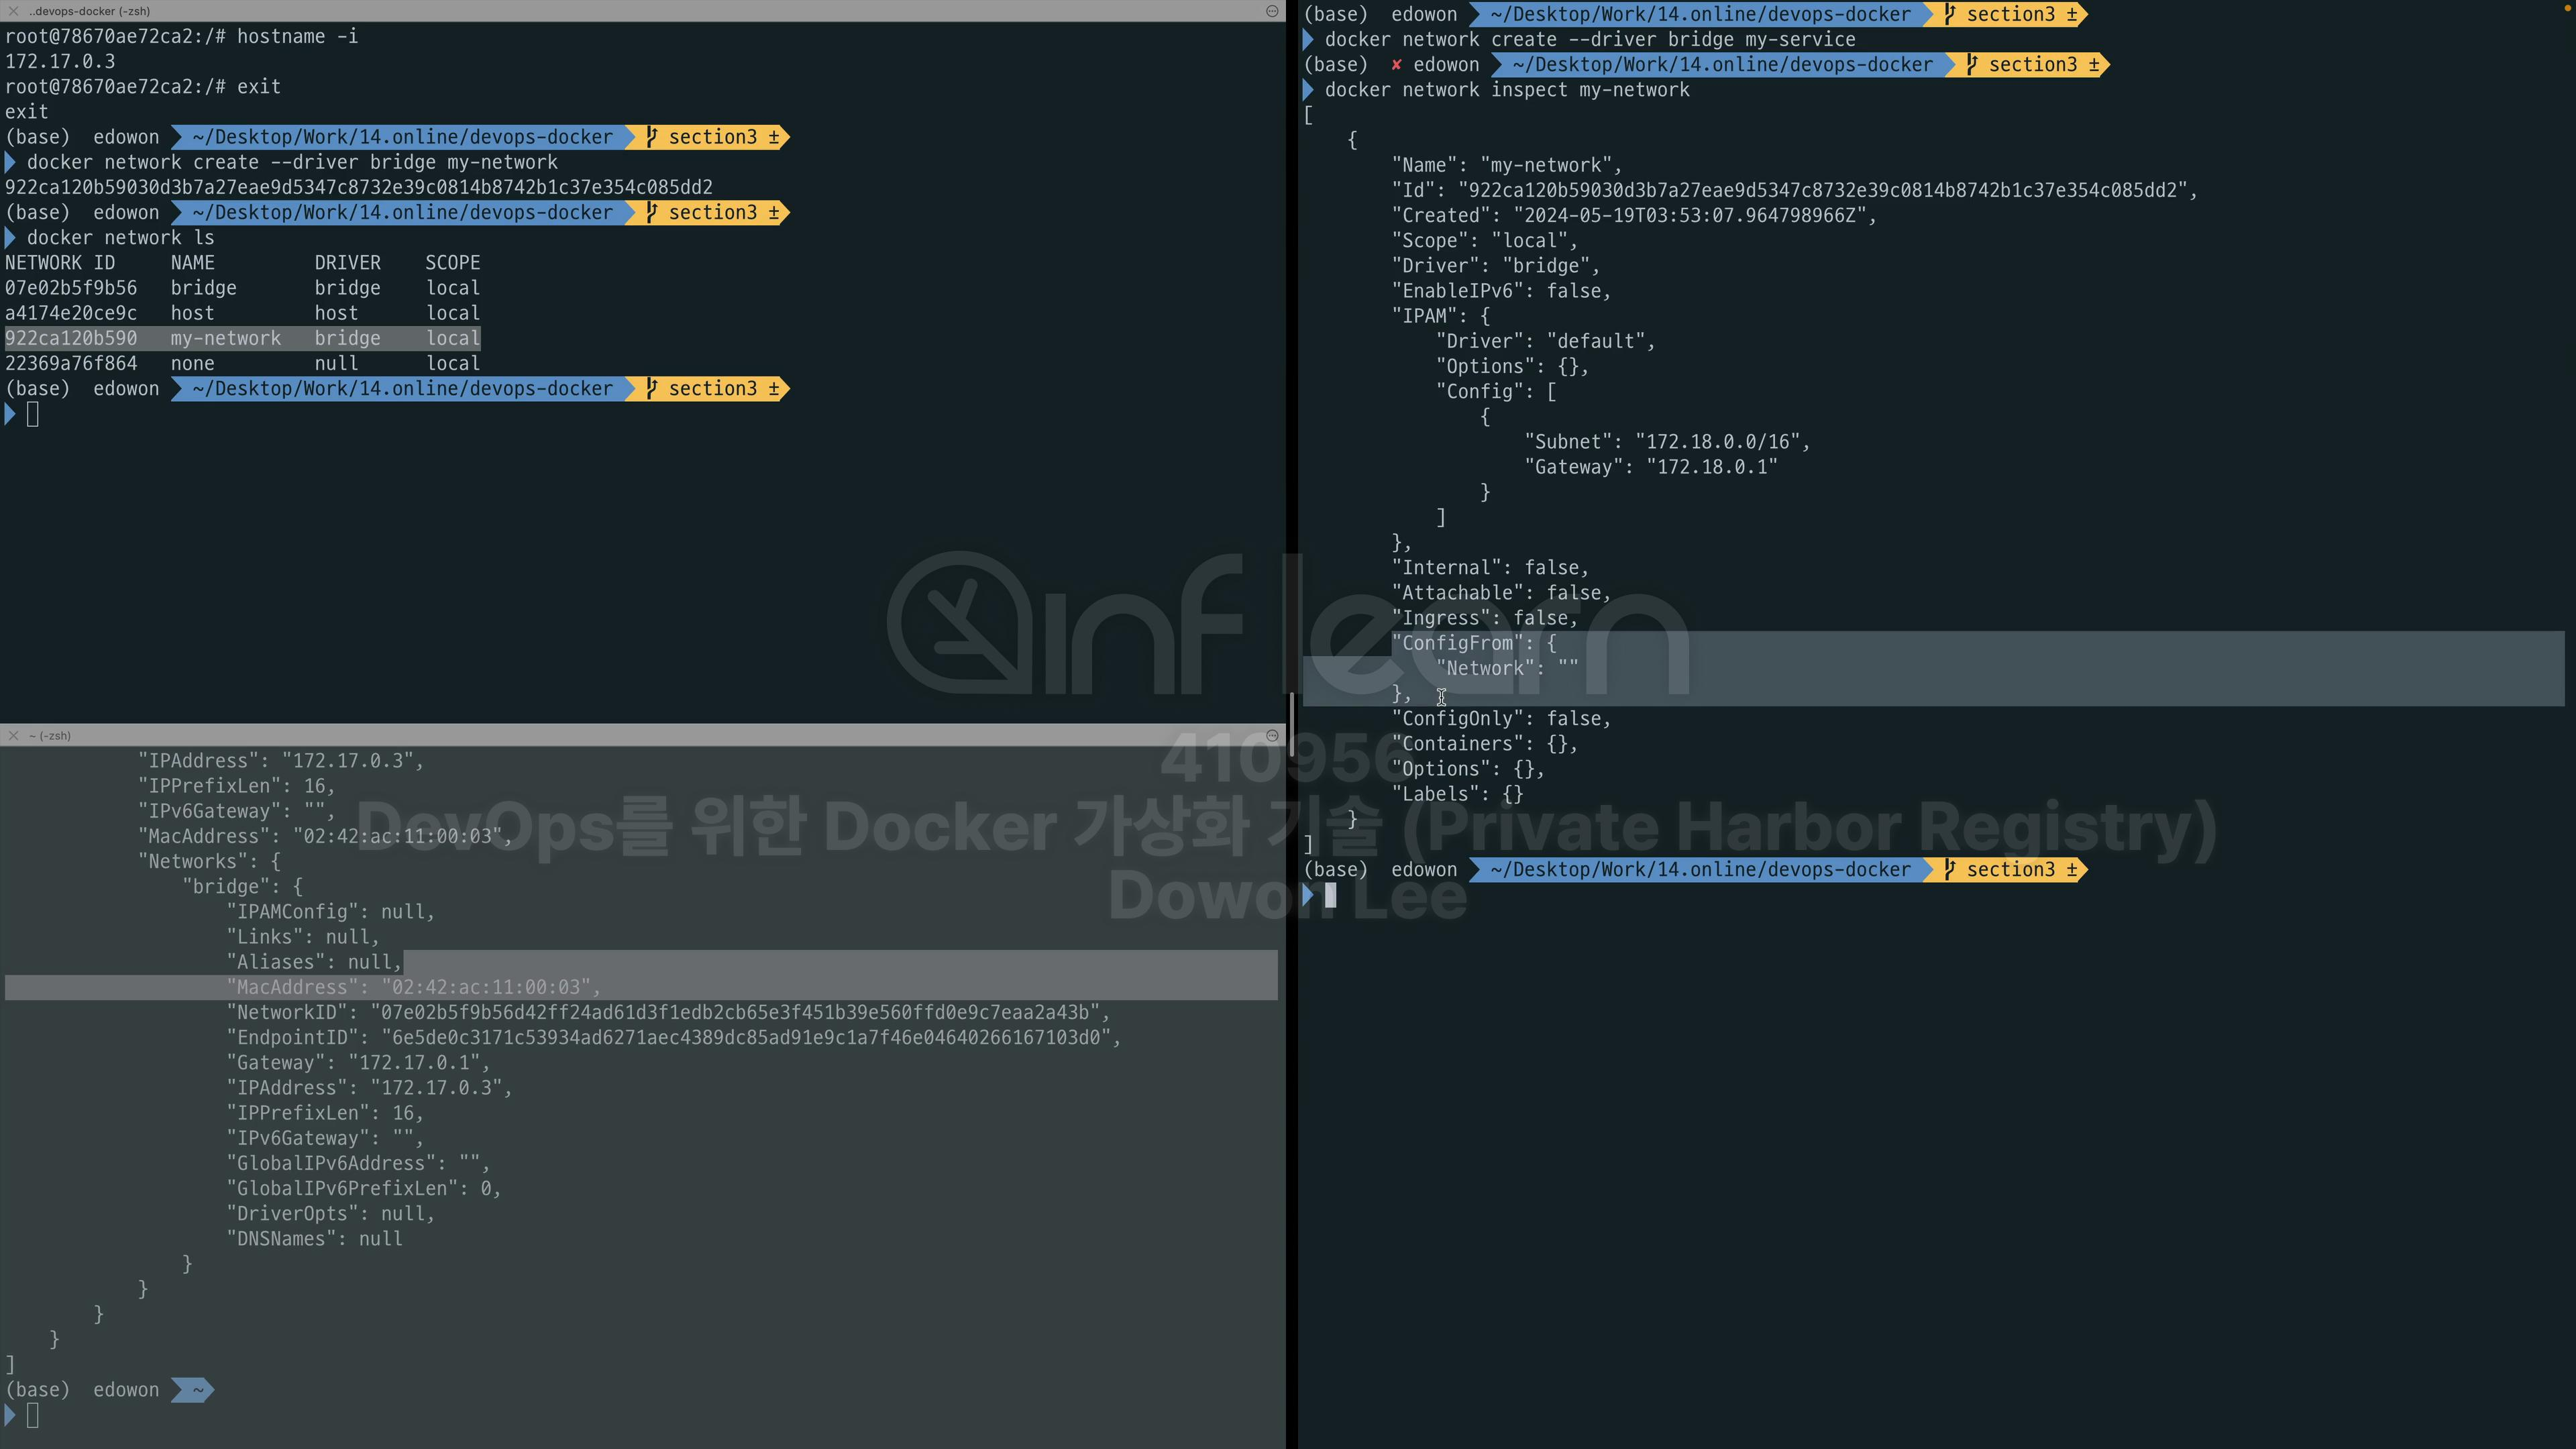 ..devops-docker (-zsh)
root@78670ae72ca2:/# hostname -i
172.17.0.3
root@78670ae72ca2:/# exit
exit
(base) edowon ~/Desktop/Work/14.online/devops-docker section3 ±
docker network create --driver bridge my-network
922ca120b59030d3b7a27eae9d5347c8732e39c0814b8742b1c37e354c085dd2
(base) edowon ~/Desktop/Work/14.online/devops-docker section3 ±
docker network ls
NETWORK ID NAME DRIVER SCOPE
07e02b5f9b56 bridge bridge local
a4174e20ce9c host host local
922ca120b590 my-network bridge local
22369a76f864 none null local
(base) edowon ~/Desktop/Work/14.online/devops-docker section3 ±
~ (-zsh)
"IPAddress": "172.17.0.3",
"IPPrefixLen": 16,
"IPv6Gateway": "",
"MacAddress": "02:42:ac:11:00:03",
"Networks": {
"bridge": {
"IPAMConfig": null,
"Links": null,
"Aliases": null,
"MacAddress": "02:42:ac:11:00:03",
"NetworkID": "07e02b5f9b56d42ff24ad61d3f1edb2cb65e3f451b39e560ffd0e9c7eaa2a43b",
"EndpointID": "6e5de0c3171c53934ad6271aec4389dc85ad91e9c1a7f46e04640266167103d0",
"Gateway": "172.17.0.1",
"IPAddress": "172.17.0.3",
"IPPrefixLen": 16,
"IPv6Gateway": "",
"GlobalIPv6Address": "",
"GlobalIPv6PrefixLen": 0,
"DriverOpts": null,
"DNSNames": null
}
}
}
}
]
(base) edowon ~
(base) edowon ~/Desktop/Work/14.online/devops-docker section3 ±
docker network create --driver bridge my-service
(base) ✘ edowon ~/Desktop/Work/14.online/devops-docker section3 ±
docker network inspect my-network
[
{
"Name": "my-network",
"Id": "922ca120b59030d3b7a27eae9d5347c8732e39c0814b8742b1c37e354c085dd2",
"Created": "2024-05-19T03:53:07.964798966Z",
"Scope": "local",
"Driver": "bridge",
"EnableIPv6": false,
"IPAM": {
"Driver": "default",
"Options": {},
"Config": [
{
"Subnet": "172.18.0.0/16",
"Gateway": "172.18.0.1"
}
]
},
"Internal": false,
"Attachable": false,
"Ingress": false,
"ConfigFrom": {
"Network": ""
},
"ConfigOnly": false,
"Containers": {},
"Options": {},
"Labels": {}
}
]
(base) edowon ~/Desktop/Work/14.online/devops-docker section3 ±
inflearn
410956
DevOps를 위한 Docker 가상화 기술 (Private Harbor Registry)
Dowon Lee